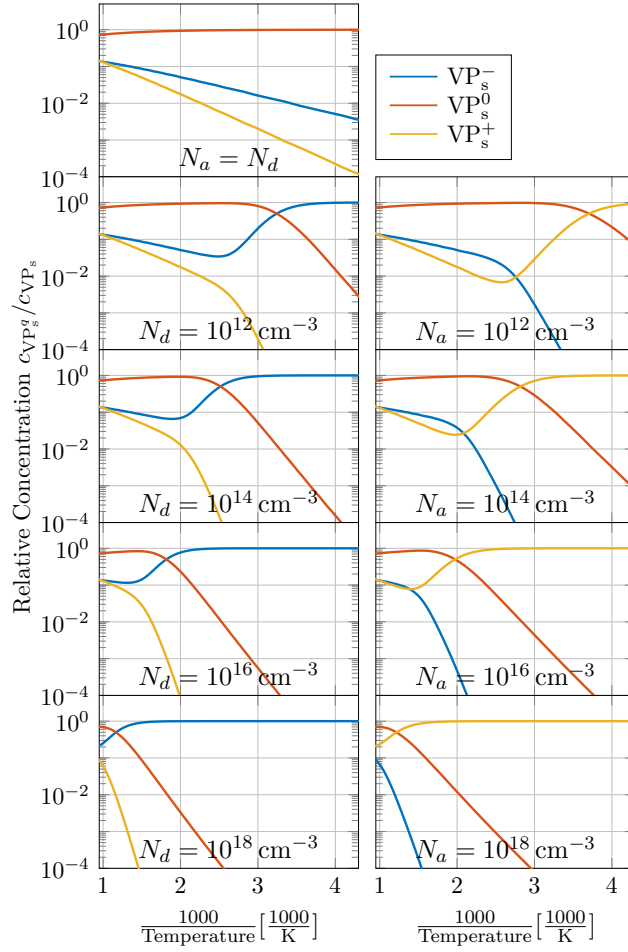 10^0
10^{-2}
10^{-4}
N_a = N_d
VP_s^-
VP_s^0
VP_s^+
Relative Concentration c_{VP_s^q}/c_{VP_s}
10^0
10^{-2}
10^{-4}
N_d = 10^{12} cm^{-3}
N_a = 10^{12} cm^{-3}
10^0
10^{-2}
10^{-4}
N_d = 10^{14} cm^{-3}
N_a = 10^{14} cm^{-3}
10^0
10^{-2}
10^{-4}
N_d = 10^{16} cm^{-3}
N_a = 10^{16} cm^{-3}
10^0
10^{-2}
10^{-4}
N_d = 10^{18} cm^{-3}
N_a = 10^{18} cm^{-3}
1 2 3 4
1 2 3 4
1000/Temperature [1000/K]
1000/Temperature [1000/K]